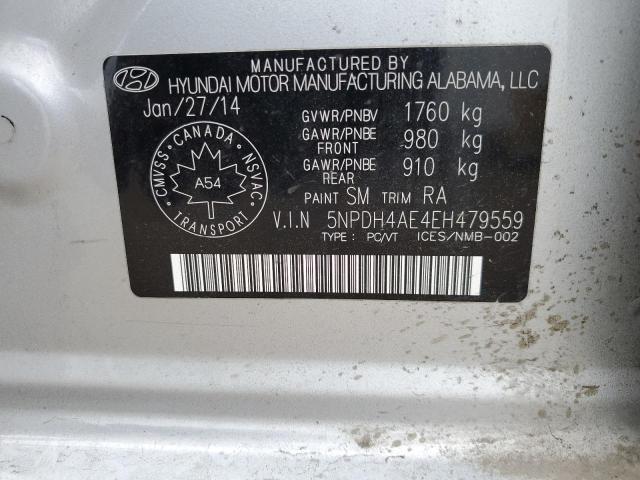 MANUFACTURED BY
HYUNDAI MOTOR MANUFACTURING ALABAMA, LLC
Jan/27/14
GVWR/PNBV 1760 kg
GAWR/PNBE FRONT 980 kg
GAWR/PNBE REAR 910 kg
CMVSS · CANADA · NSVAC
A54
TRANSPORT
PAINT SM TRIM RA
V.I.N 5NPDH4AE4EH479559
TYPE : PC/VT ICES/NMB-002